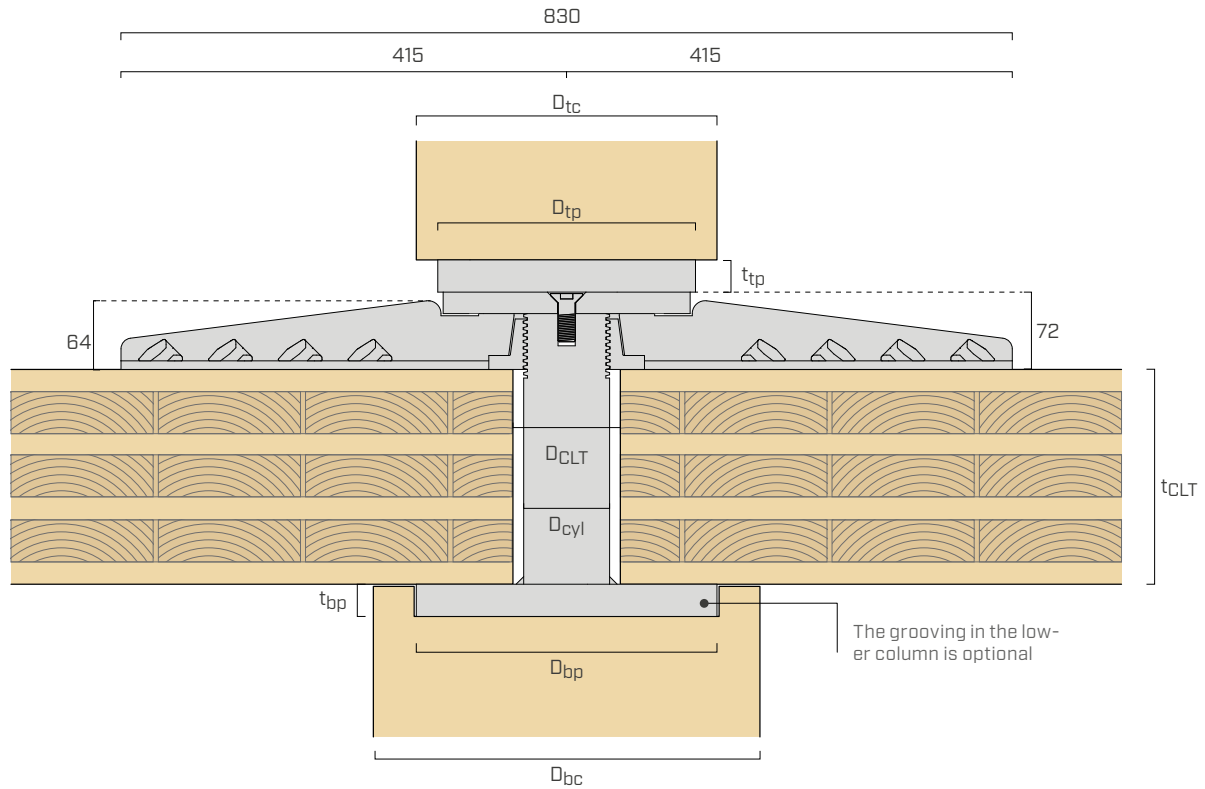 830
415
415
Dtc
Dtp
ttp
64
72
DCLT
tCLT
Dcyl
tbp
The grooving in the low-
er column is optional
Dbp
Dbc